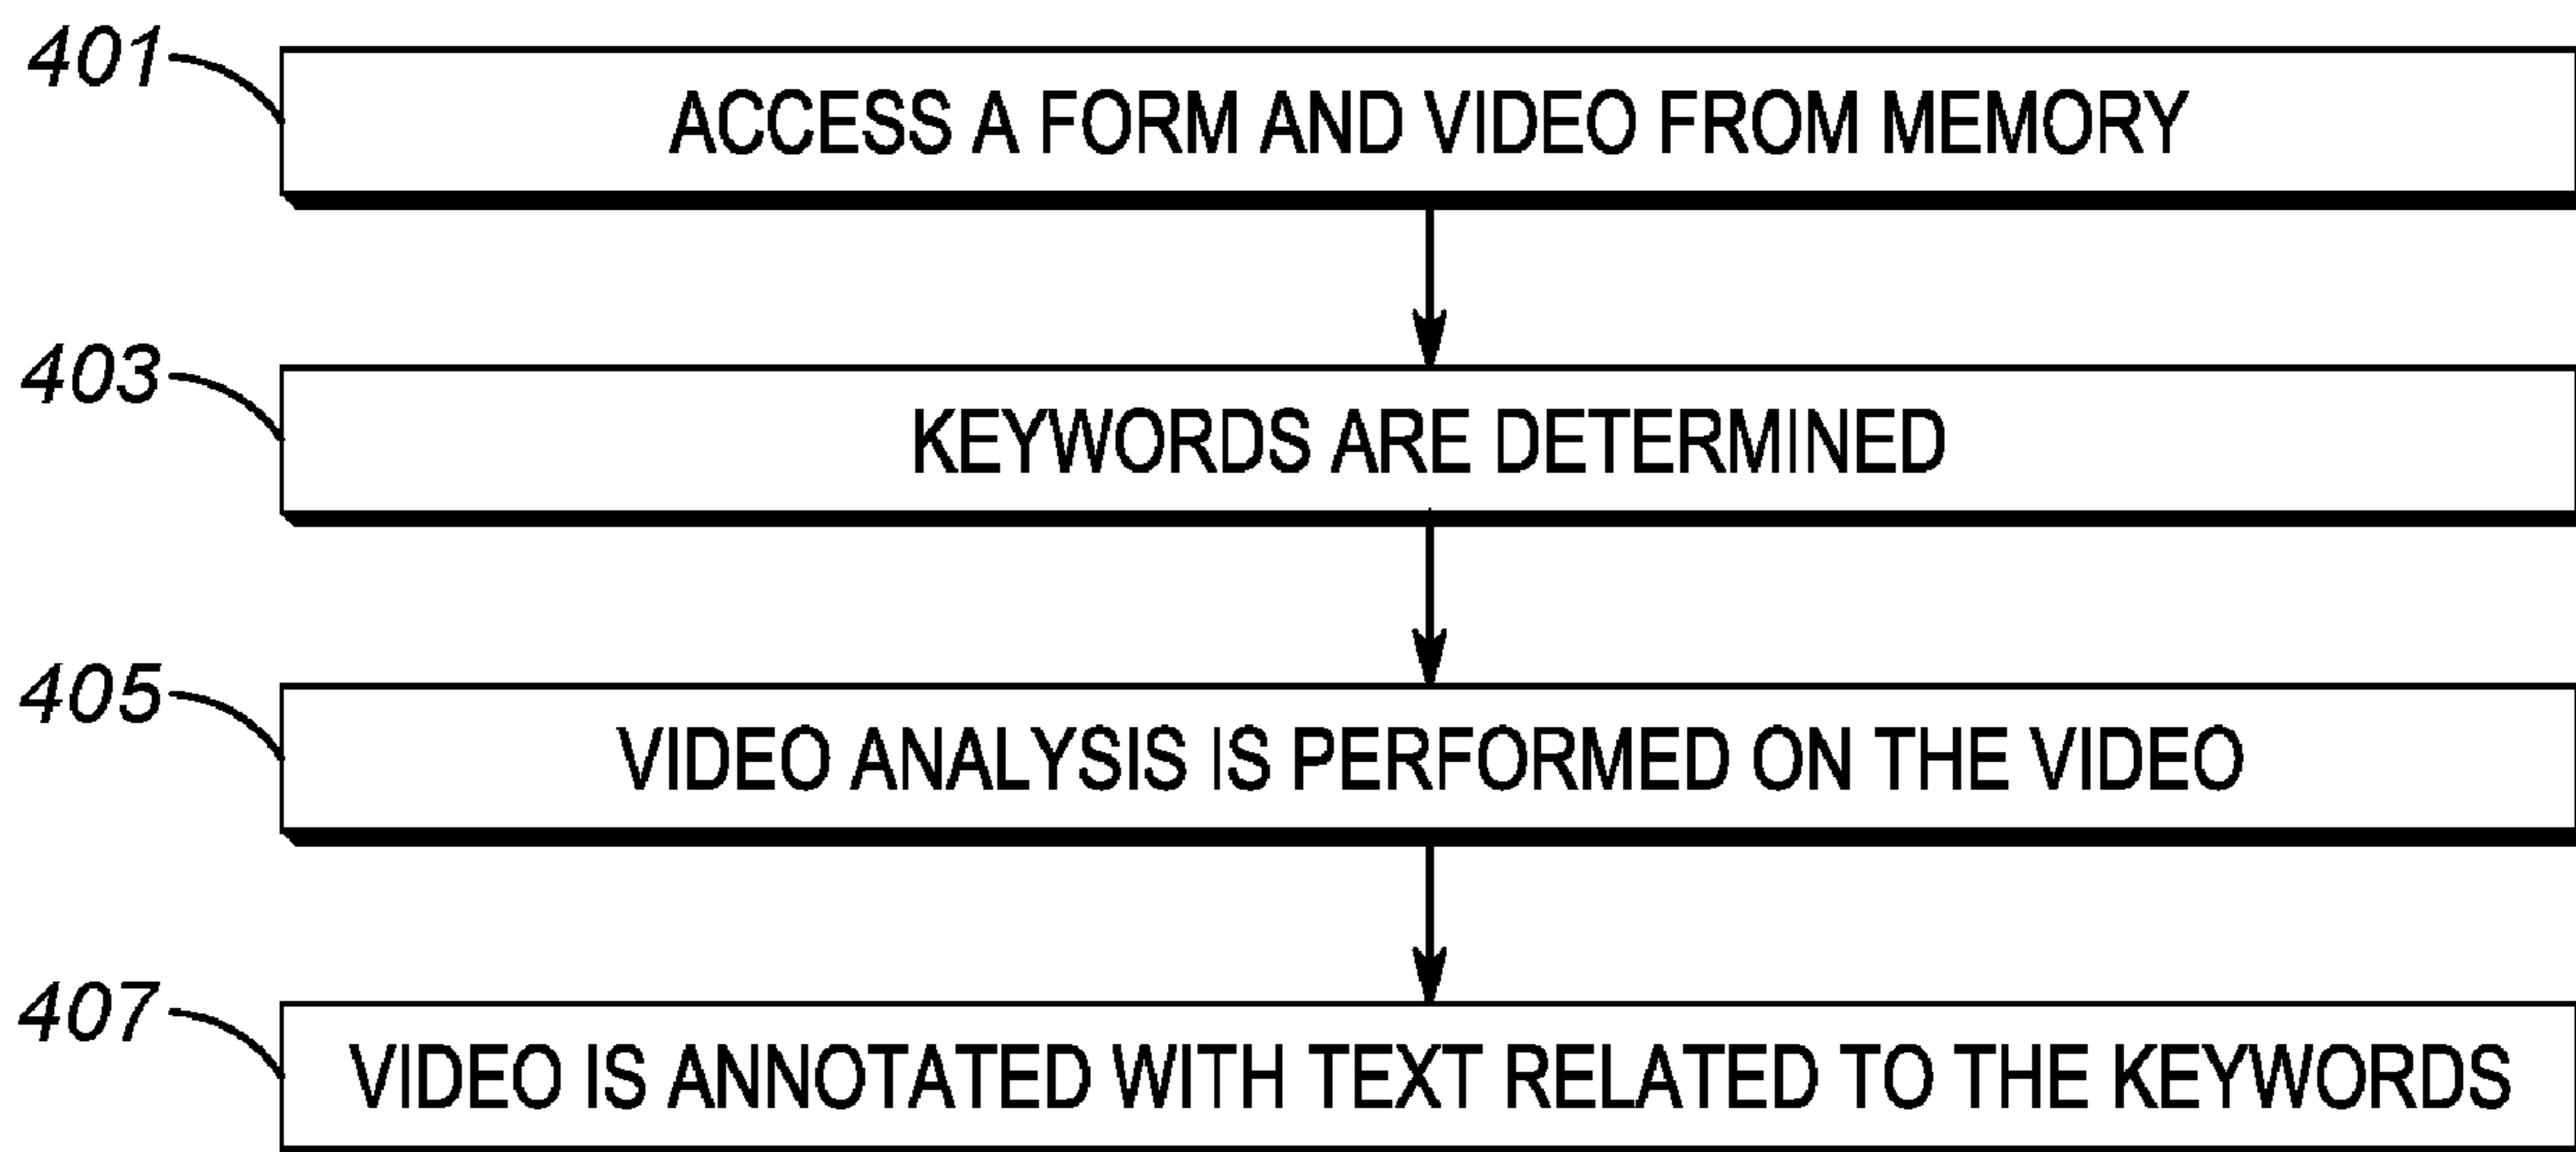 401 ACCESS A FORM AND VIDEO FROM MEMORY
403 KEYWORDS ARE DETERMINED
405 VIDEO ANALYSIS IS PERFORMED ON THE VIDEO
407 VIDEO IS ANNOTATED WITH TEXT RELATED TO THE KEYWORDS